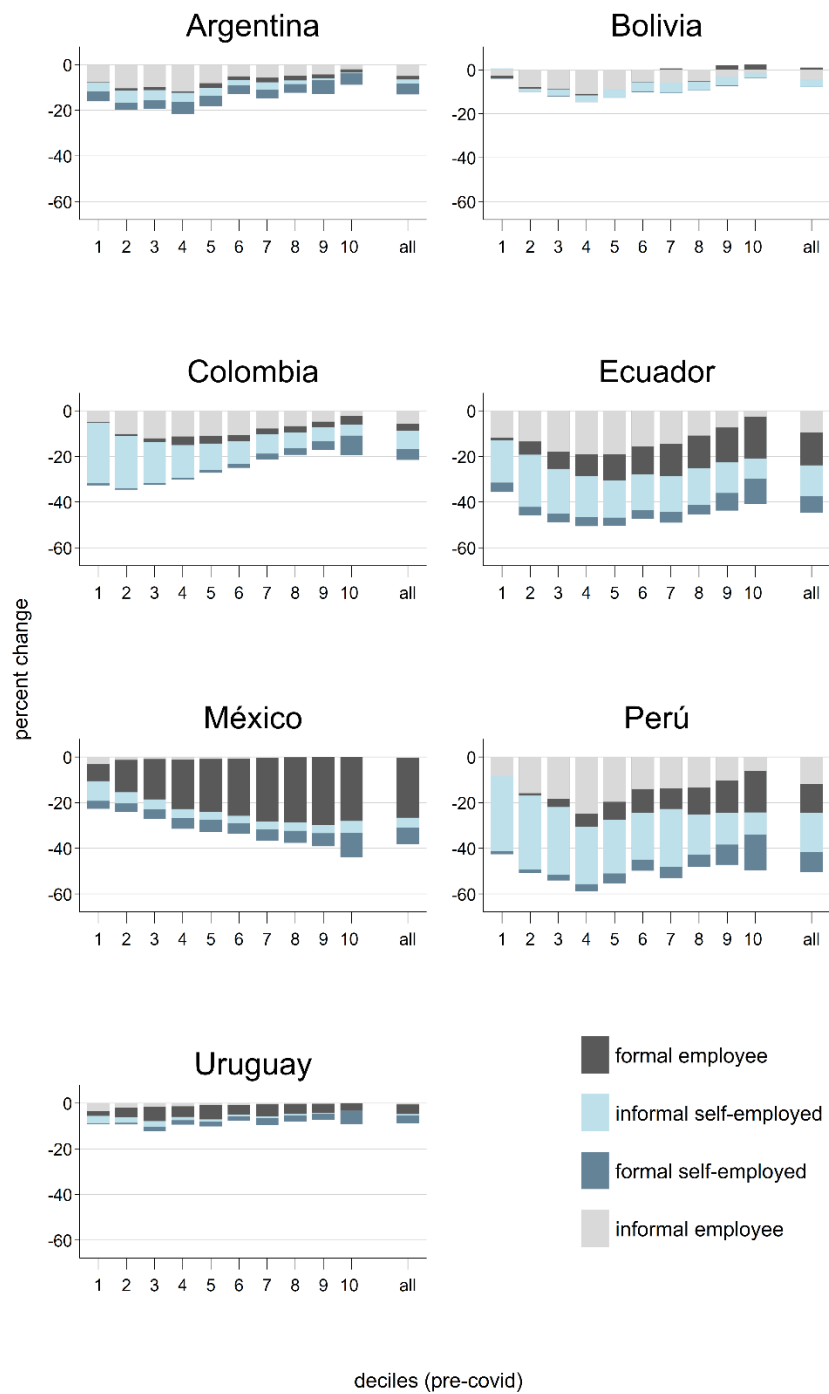 Argentina
0
-20
-40
-60
1 2 3 4 5 6 7 8 9 10 all
Bolivia
0
-20
-40
-60
1 2 3 4 5 6 7 8 9 10 all
Colombia
0
-20
-40
-60
1 2 3 4 5 6 7 8 9 10 all
Ecuador
0
-20
-40
-60
1 2 3 4 5 6 7 8 9 10 all
percent change
México
0
-20
-40
-60
1 2 3 4 5 6 7 8 9 10 all
Perú
0
-20
-40
-60
1 2 3 4 5 6 7 8 9 10 all
Uruguay
0
-20
-40
-60
1 2 3 4 5 6 7 8 9 10 all
formal employee
informal self-employed
formal self-employed
informal employee
deciles (pre-covid)